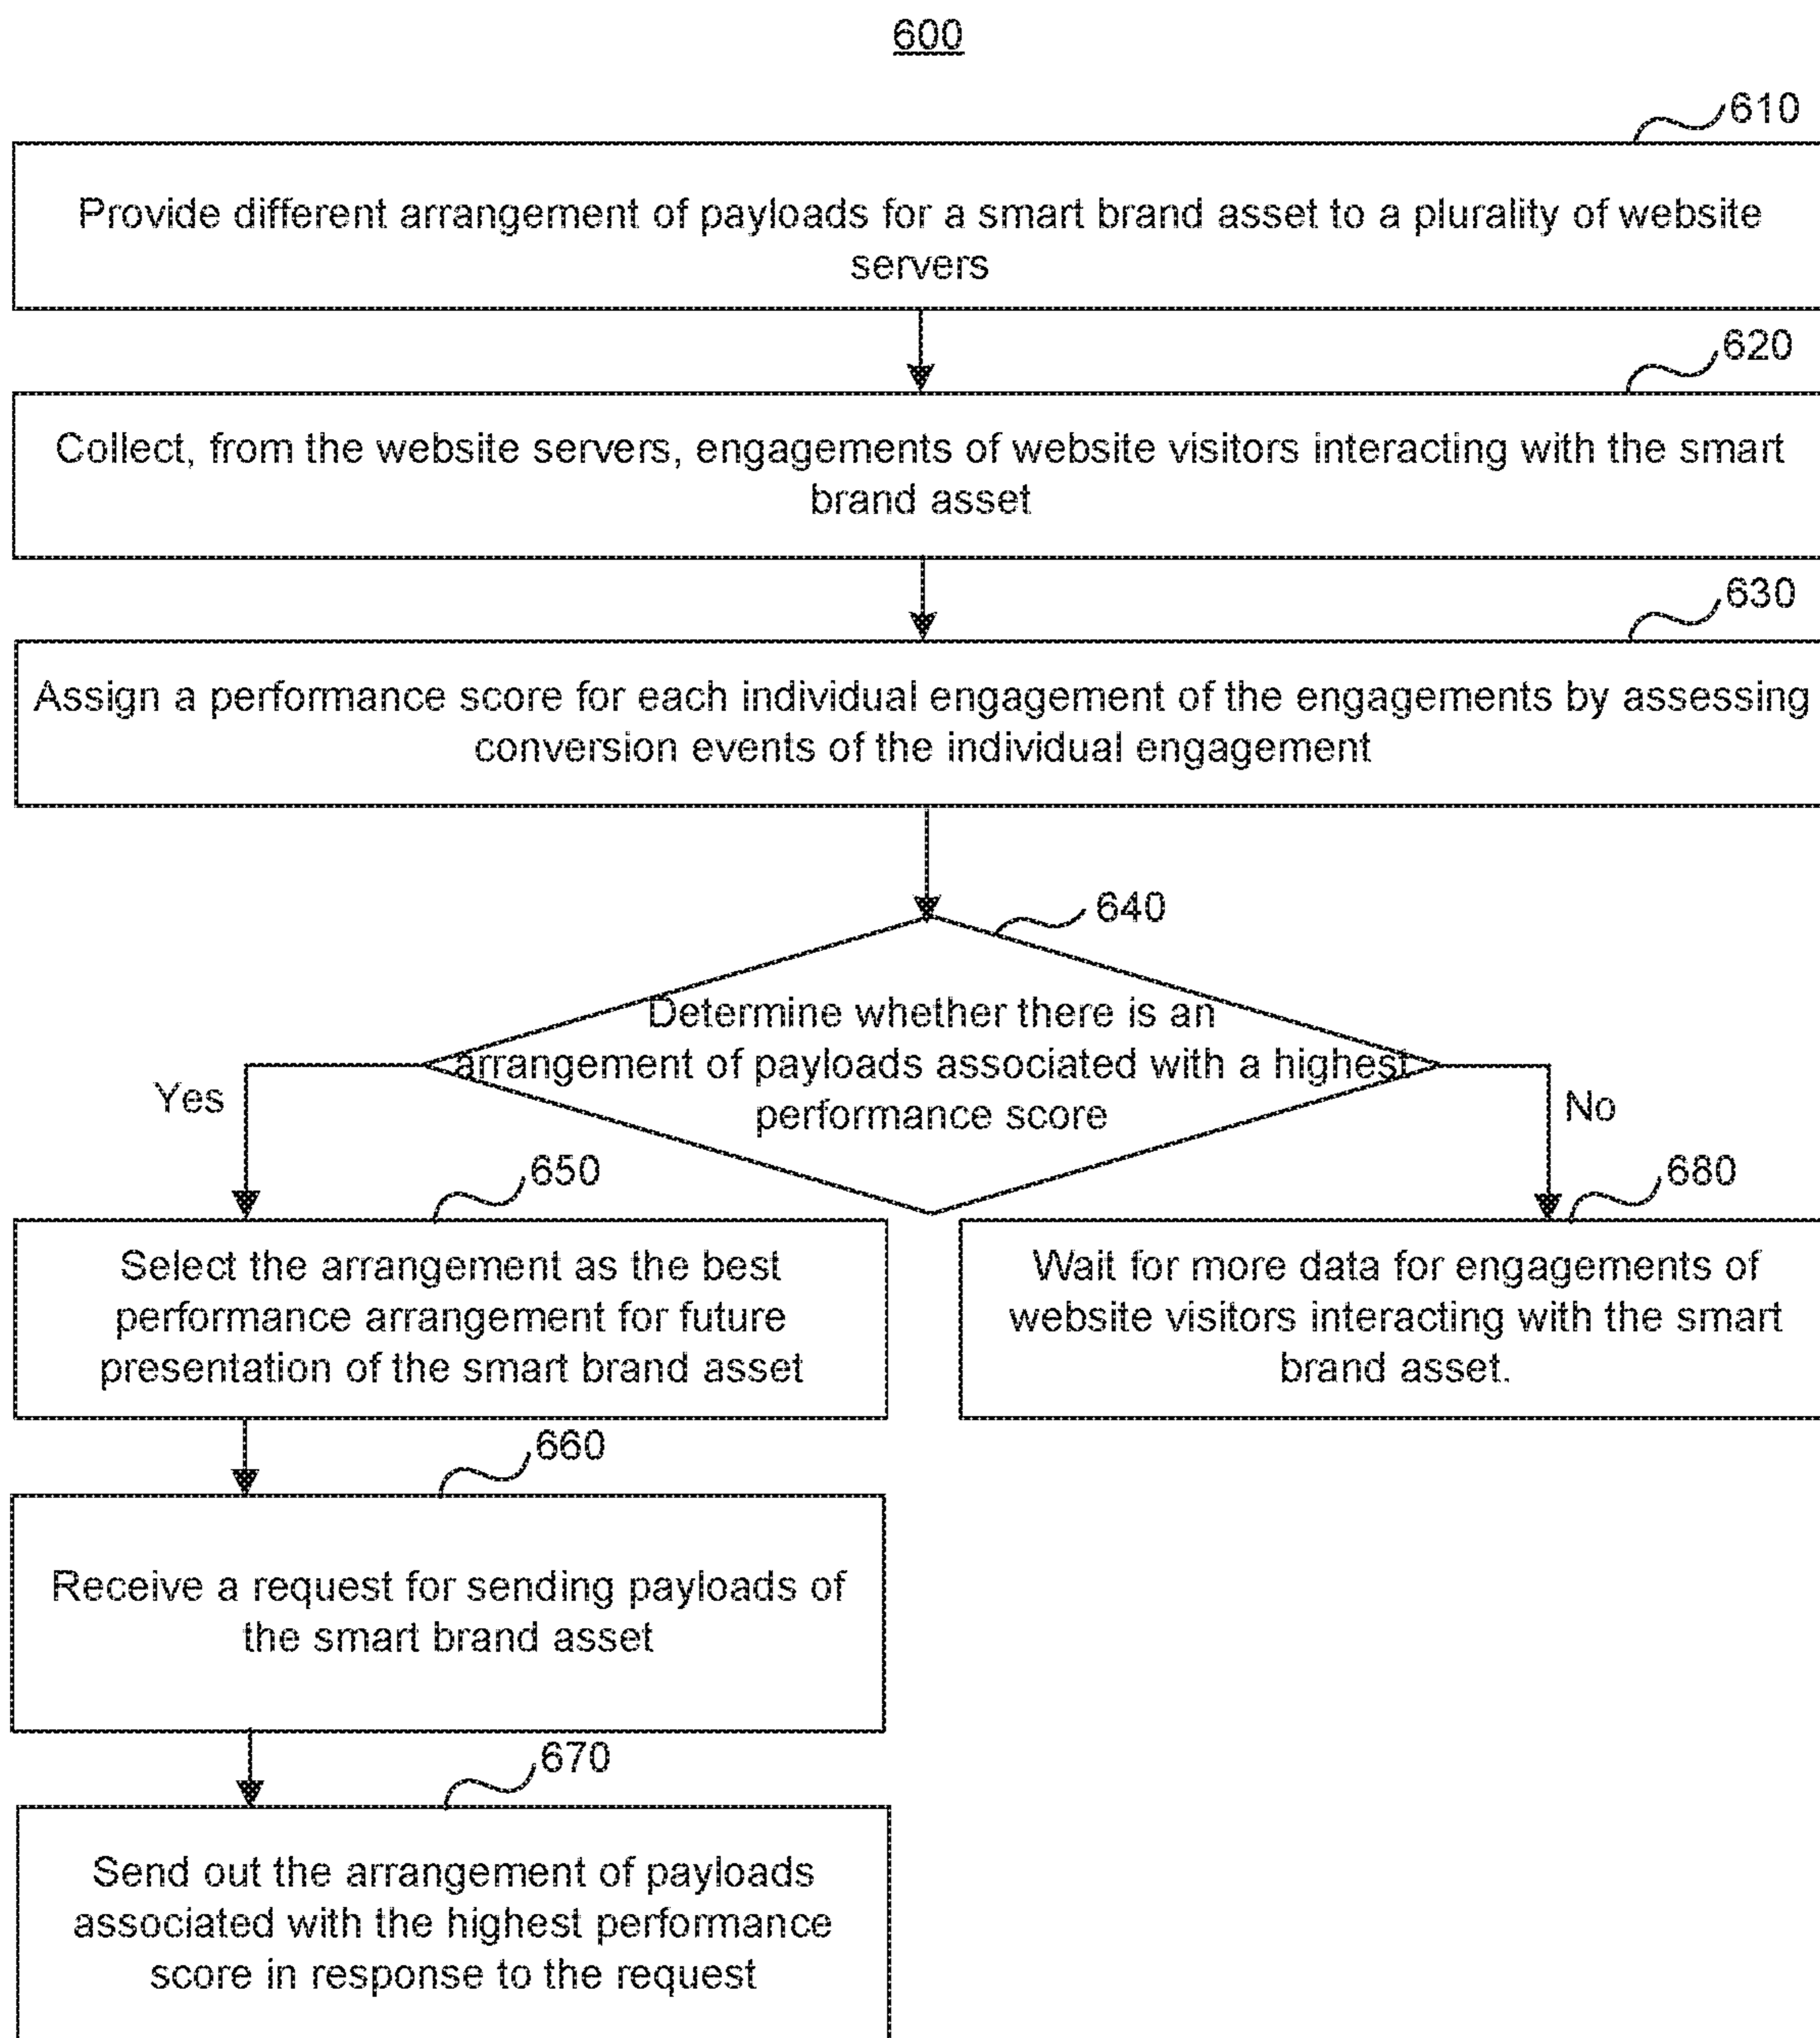 600
610
Provide different arrangement of payloads for a smart brand asset to a plurality of website
servers
620
Collect, from the website servers, engagements of website visitors interacting with the smart
brand asset
630
Assign a performance score for each individual engagement of the engagements by assessing
conversion events of the individual engagement
640
Determine whether there is an
arrangement of payloads associated with a highest
performance score
Yes
No
650
Select the arrangement as the best
performance arrangement for future
presentation of the smart brand asset
680
Wait for more data for engagements of
website visitors interacting with the smart
brand asset.
660
Receive a request for sending payloads of
the smart brand asset
670
Send out the arrangement of payloads
associated with the highest performance
score in response to the request